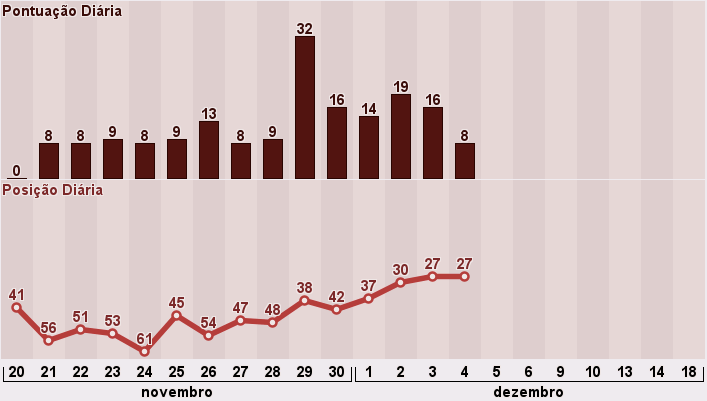 Pontuação Diária
0 8 8 9 8 9 13 8 9 32 16 14 19 16 8
Posição Diária
41 56 51 53 61 45 54 47 48 38 42 37 30 27 27
20 21 22 23 24 25 26 27 28 29 30 1 2 3 4 5 6 9 10 13 14 18
novembro dezembro